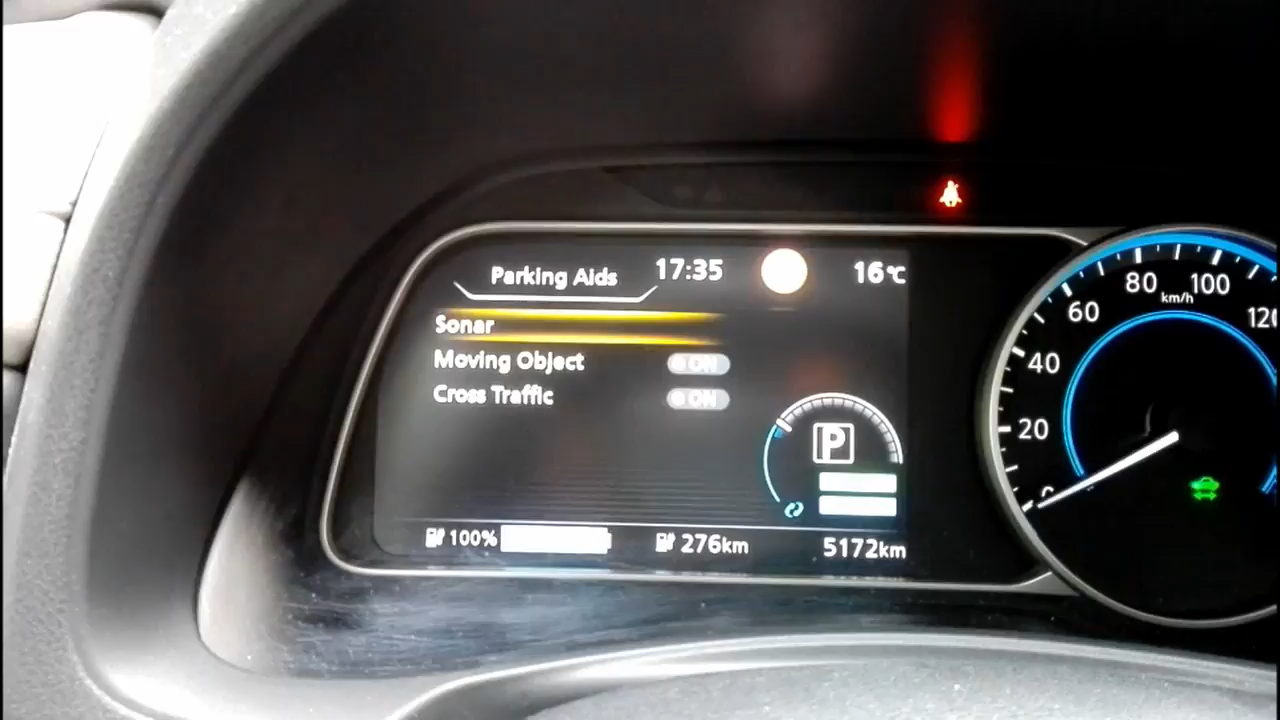 Parking Aids 17:35 16℃
Sonar
Moving Object ON
Cross Traffic ON
P
100% 276km 5172km
0 20 40 60 80 100 120
km/h